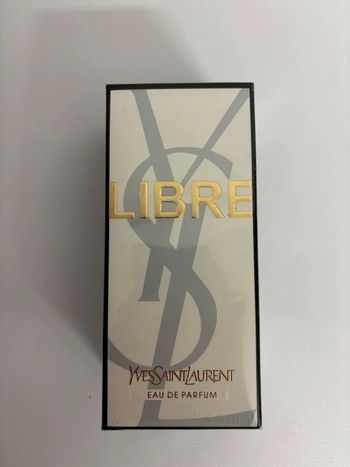 LIBRE
YVESSAINTLAURENT
EAU DE PARFUM